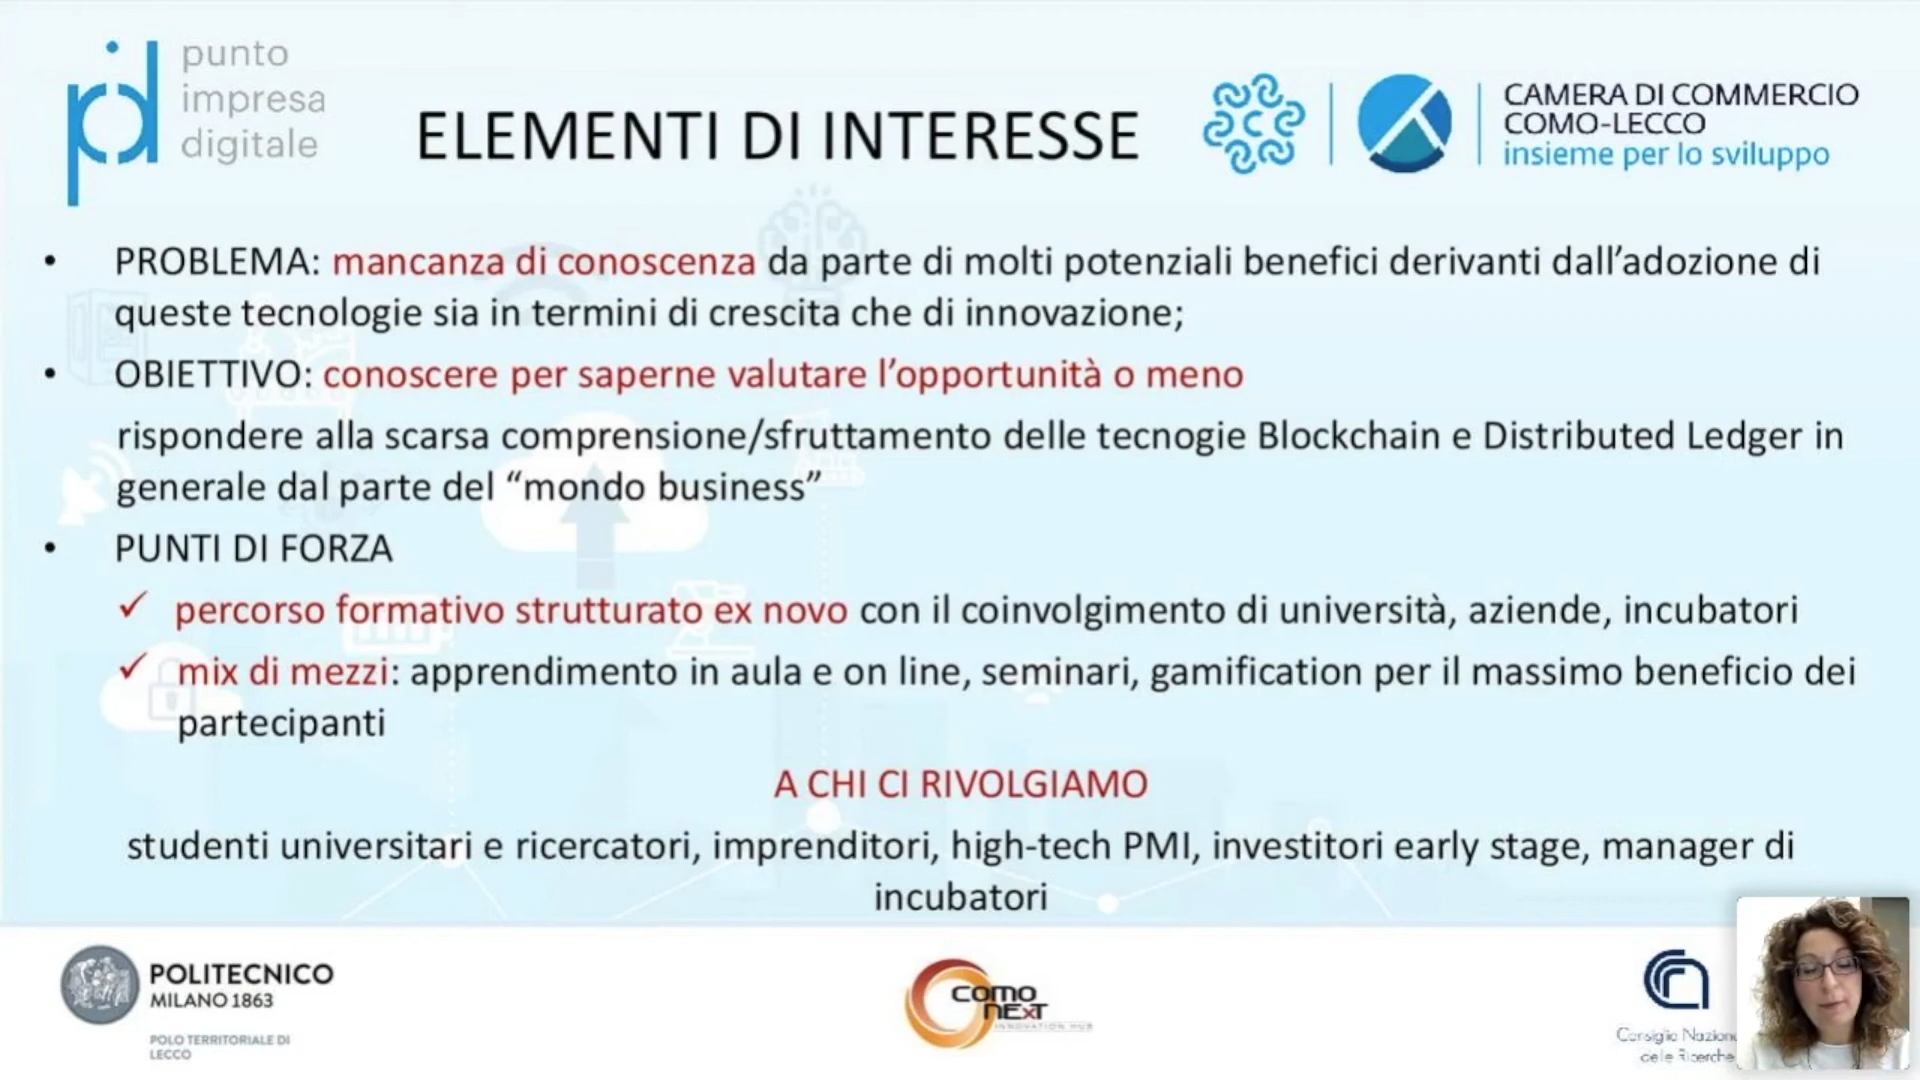 punto
impresa
digitale
ELEMENTI DI INTERESSE
CAMERA DI COMMERCIO
COMO-LECCO
insieme per lo sviluppo
• PROBLEMA: mancanza di conoscenza da parte di molti potenziali benefici derivanti dall’adozione di
queste tecnologie sia in termini di crescita che di innovazione;
• OBIETTIVO: conoscere per saperne valutare l’opportunità o meno
rispondere alla scarsa comprensione/sfruttamento delle tecnogie Blockchain e Distributed Ledger in
generale dal parte del “mondo business”
• PUNTI DI FORZA
✓ percorso formativo strutturato ex novo con il coinvolgimento di università, aziende, incubatori
✓ mix di mezzi: apprendimento in aula e on line, seminari, gamification per il massimo beneficio dei
partecipanti
A CHI CI RIVOLGIAMO
studenti universitari e ricercatori, imprenditori, high-tech PMI, investitori early stage, manager di
incubatori
POLITECNICO
MILANO 1863
POLO TERRITORIALE DI
LECCO
COMO
NExT
INNOVATION HUB
Consiglio Nazion
delle Ricerche